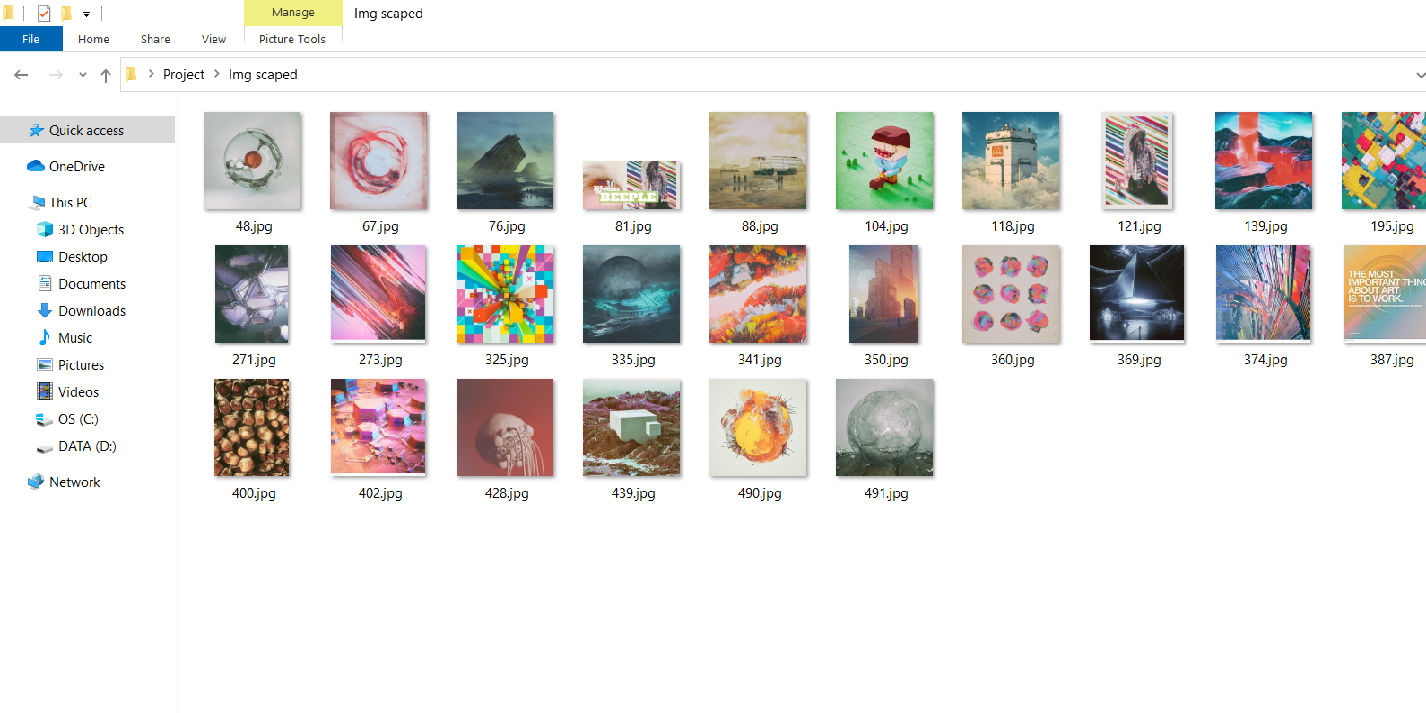 Manage
Img scaped
File
Home
Share
View
Picture Tools
Project
Img scaped
Quick access
OneDrive
This PC
3D Objects
Desktop
Documents
Downloads
Music
Pictures
Videos
OS (C:)
DATA (D:)
Network
BEEPLE
48.jpg
67.jpg
76.jpg
81.jpg
88.jpg
104.jpg
118.jpg
121.jpg
139.jpg
195.jpg
THE MOST
IMPORTANT THING
ABOUT ART
IS TO WORK.
271.jpg
273.jpg
325.jpg
335.jpg
341.jpg
350.jpg
360.jpg
369.jpg
374.jpg
387.jpg
400.jpg
402.jpg
428.jpg
439.jpg
490.jpg
491.jpg